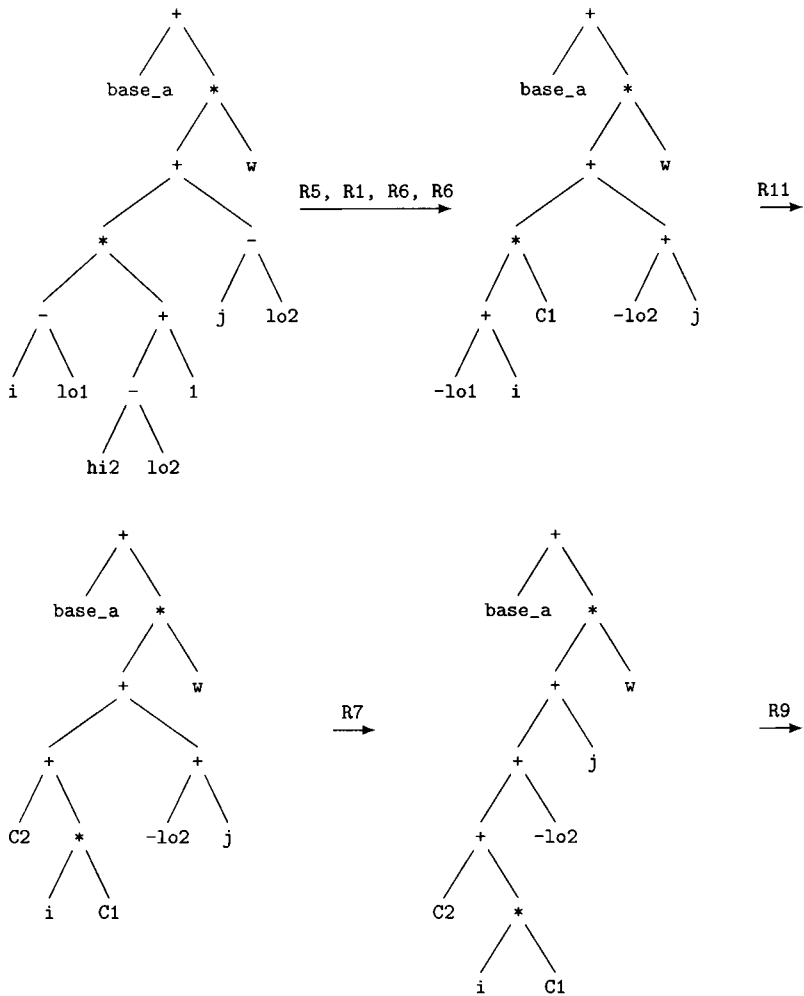 + +
base_a * base_a *
+ w + w
R5, R1, R6, R6 R11
* - * +
- + j lo2 + C1 -lo2 j
i lo1 - 1 -lo1 i
hi2 lo2
+ +
base_a * base_a *
+ w + w
R7 R9
+ + + j
C2 * -lo2 j + -lo2
i C1 C2 *
i C1